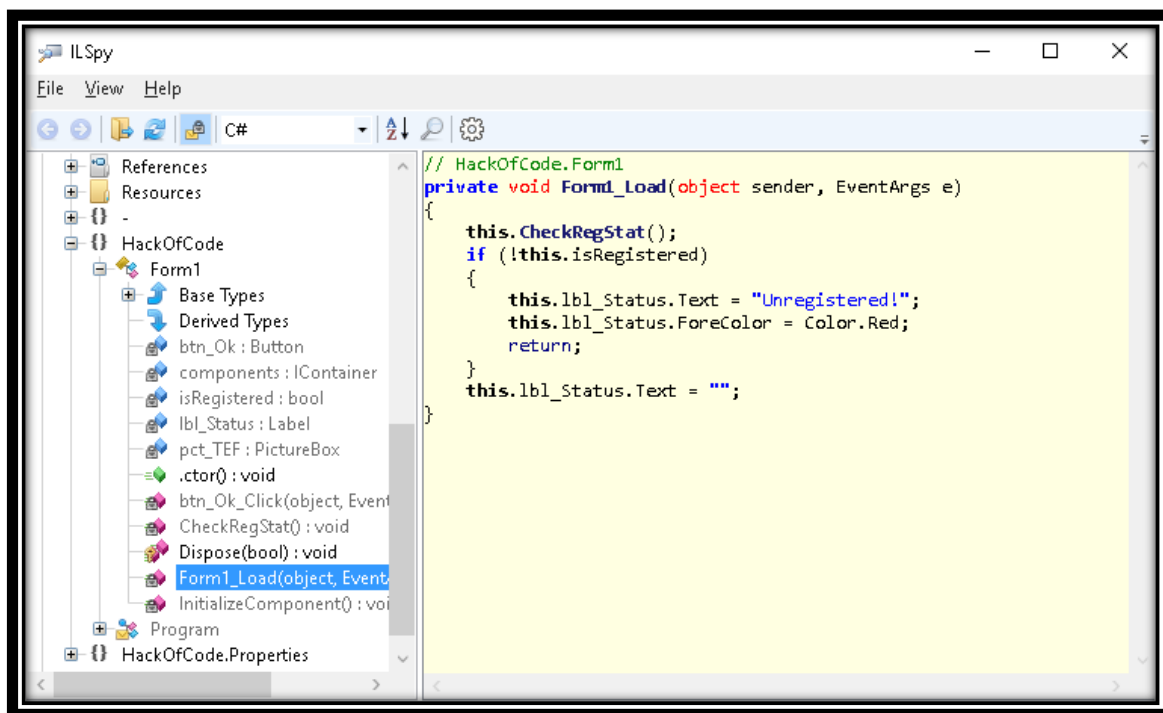 ILSpy
File View Help
C#
References
Resources
-
HackOfCode
Form1
Base Types
Derived Types
btn_Ok : Button
components : IContainer
isRegistered : bool
lbl_Status : Label
pct_TEF : PictureBox
.ctor() : void
btn_Ok_Click(object, Event
CheckRegStat() : void
Dispose(bool) : void
Form1_Load(object, EventA
InitializeComponent() : voi
Program
HackOfCode.Properties
// HackOfCode.Form1
private void Form1_Load(object sender, EventArgs e)
{
this.CheckRegStat();
if (!this.isRegistered)
{
this.lbl_Status.Text = "Unregistered!";
this.lbl_Status.ForeColor = Color.Red;
return;
}
this.lbl_Status.Text = "";
}